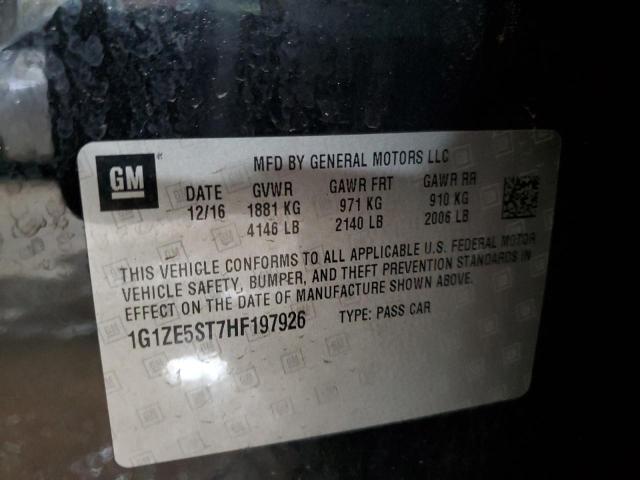 GM
MFD BY GENERAL MOTORS LLC
DATE GVWR GAWR FRT GAWR RR
12/16 1881 KG 971 KG 910 KG
4146 LB 2140 LB 2006 LB
THIS VEHICLE CONFORMS TO ALL APPLICABLE U.S. FEDERAL MOTOR
VEHICLE SAFETY, BUMPER, AND THEFT PREVENTION STANDARDS IN
EFFECT ON THE DATE OF MANUFACTURE SHOWN ABOVE.
1G1ZE5ST7HF197926 TYPE: PASS CAR